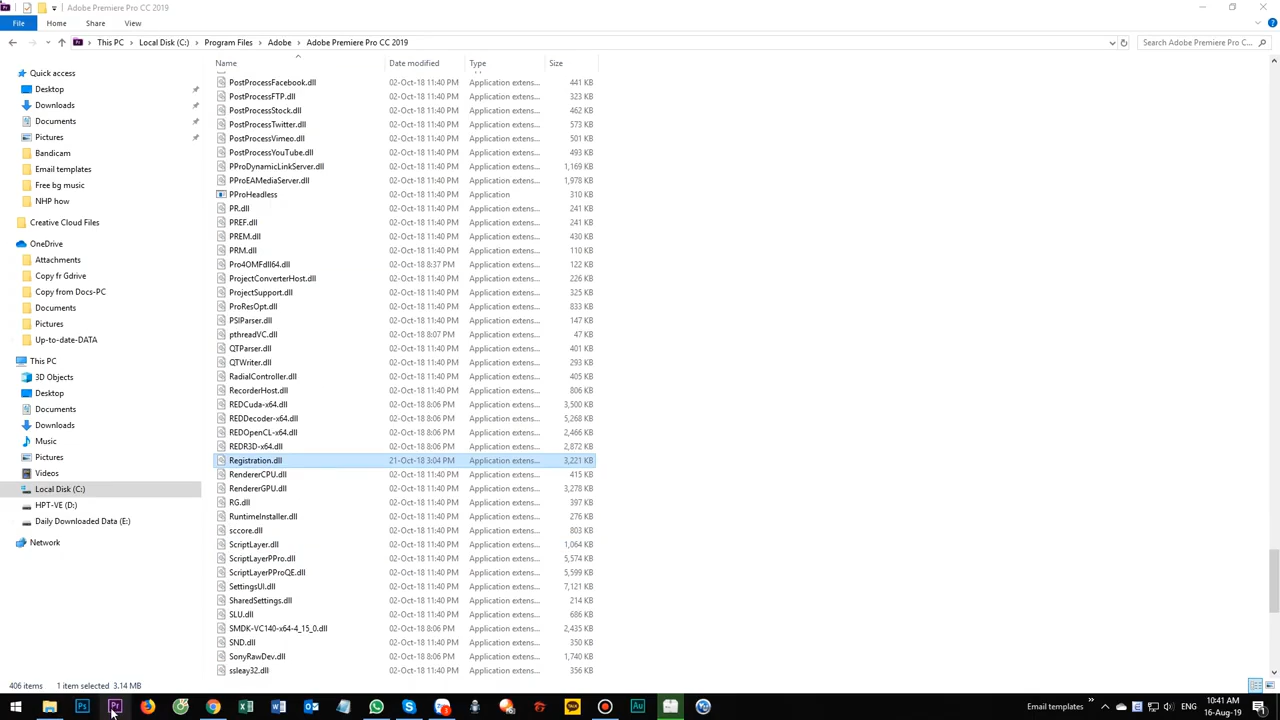 Adobe Premiere Pro CC 2019
File Home Share View
This PC Local Disk (C:) Program Files Adobe Adobe Premiere Pro CC 2019 Search Adobe Premiere Pro C...
Name Date modified Type Size
Quick access
Desktop
Downloads
Documents
Pictures
Bandicam
Email templates
Free bg music
NHP how
Creative Cloud Files
OneDrive
Attachments
Copy fr Gdrive
Copy from Docs-PC
Documents
Pictures
Up-to-date-DATA
This PC
3D Objects
Desktop
Documents
Downloads
Music
Pictures
Videos
Local Disk (C:)
HPT-VE (D:)
Daily Downloaded Data (E:)
Network
PostProcessFacebook.dll 02-Oct-18 11:40 PM Application extens... 441 KB
PostProcessFTP.dll 02-Oct-18 11:40 PM Application extens... 323 KB
PostProcessStock.dll 02-Oct-18 11:40 PM Application extens... 462 KB
PostProcessTwitter.dll 02-Oct-18 11:40 PM Application extens... 573 KB
PostProcessVimeo.dll 02-Oct-18 11:40 PM Application extens... 501 KB
PostProcessYouTube.dll 02-Oct-18 11:40 PM Application extens... 493 KB
PProDynamicLinkServer.dll 02-Oct-18 11:40 PM Application extens... 1,169 KB
PProEAMediaServer.dll 02-Oct-18 11:40 PM Application extens... 1,978 KB
PProHeadless 02-Oct-18 11:40 PM Application 310 KB
PR.dll 02-Oct-18 11:40 PM Application extens... 241 KB
PREF.dll 02-Oct-18 11:40 PM Application extens... 241 KB
PREM.dll 02-Oct-18 11:40 PM Application extens... 430 KB
PRM.dll 02-Oct-18 11:40 PM Application extens... 110 KB
Pro4OMFdll64.dll 02-Oct-18 8:37 PM Application extens... 122 KB
ProjectConverterHost.dll 02-Oct-18 11:40 PM Application extens... 226 KB
ProjectSupport.dll 02-Oct-18 11:40 PM Application extens... 325 KB
ProResOpt.dll 02-Oct-18 11:40 PM Application extens... 833 KB
PSIParser.dll 02-Oct-18 11:40 PM Application extens... 147 KB
pthreadVC.dll 02-Oct-18 8:07 PM Application extens... 47 KB
QTParser.dll 02-Oct-18 11:40 PM Application extens... 401 KB
QTWriter.dll 02-Oct-18 11:40 PM Application extens... 293 KB
RadialController.dll 02-Oct-18 11:40 PM Application extens... 405 KB
RecorderHost.dll 02-Oct-18 11:40 PM Application extens... 806 KB
REDCuda-x64.dll 02-Oct-18 8:06 PM Application extens... 3,500 KB
REDDecoder-x64.dll 02-Oct-18 8:06 PM Application extens... 5,268 KB
REDOpenCL-x64.dll 02-Oct-18 8:06 PM Application extens... 2,466 KB
REDR3D-x64.dll 02-Oct-18 8:06 PM Application extens... 2,872 KB
Registration.dll 21-Oct-18 3:04 PM Application extens... 3,221 KB
RendererCPU.dll 02-Oct-18 11:40 PM Application extens... 415 KB
RendererGPU.dll 02-Oct-18 11:40 PM Application extens... 3,278 KB
RG.dll 02-Oct-18 11:40 PM Application extens... 397 KB
RuntimeInstaller.dll 02-Oct-18 11:40 PM Application extens... 276 KB
sccore.dll 02-Oct-18 11:40 PM Application extens... 803 KB
ScriptLayer.dll 02-Oct-18 11:40 PM Application extens... 1,064 KB
ScriptLayerPPro.dll 02-Oct-18 11:40 PM Application extens... 5,574 KB
ScriptLayerPProQE.dll 02-Oct-18 11:40 PM Application extens... 5,599 KB
SettingsUI.dll 02-Oct-18 11:40 PM Application extens... 7,121 KB
SharedSettings.dll 02-Oct-18 11:40 PM Application extens... 214 KB
SLU.dll 02-Oct-18 11:40 PM Application extens... 686 KB
SMDK-VC140-x64-4_15_0.dll 02-Oct-18 8:06 PM Application extens... 2,435 KB
SND.dll 02-Oct-18 11:40 PM Application extens... 350 KB
SonyRawDev.dll 02-Oct-18 8:06 PM Application extens... 1,740 KB
ssleay32.dll 02-Oct-18 11:40 PM Application extens... 356 KB
406 items 1 item selected 3.14 MB
Ps Pr Au Email templates ENG 10:41 AM
16-Aug-19